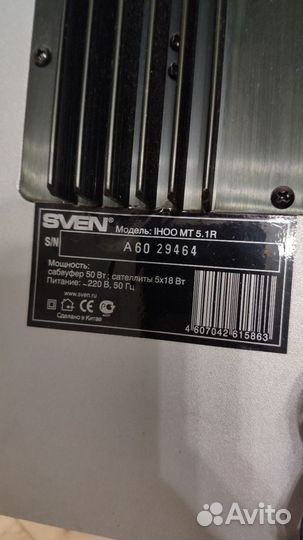 SVEN® Модель: IHOO MT 5.1R
S/N A60 29464
Мощность:
сабвуфер 50 Вт; сателлиты 5x18 Вт
Питание: ~220 В, 50 Гц
www.sven.ru
Сделано в Китае
4 607042 615863
Avito